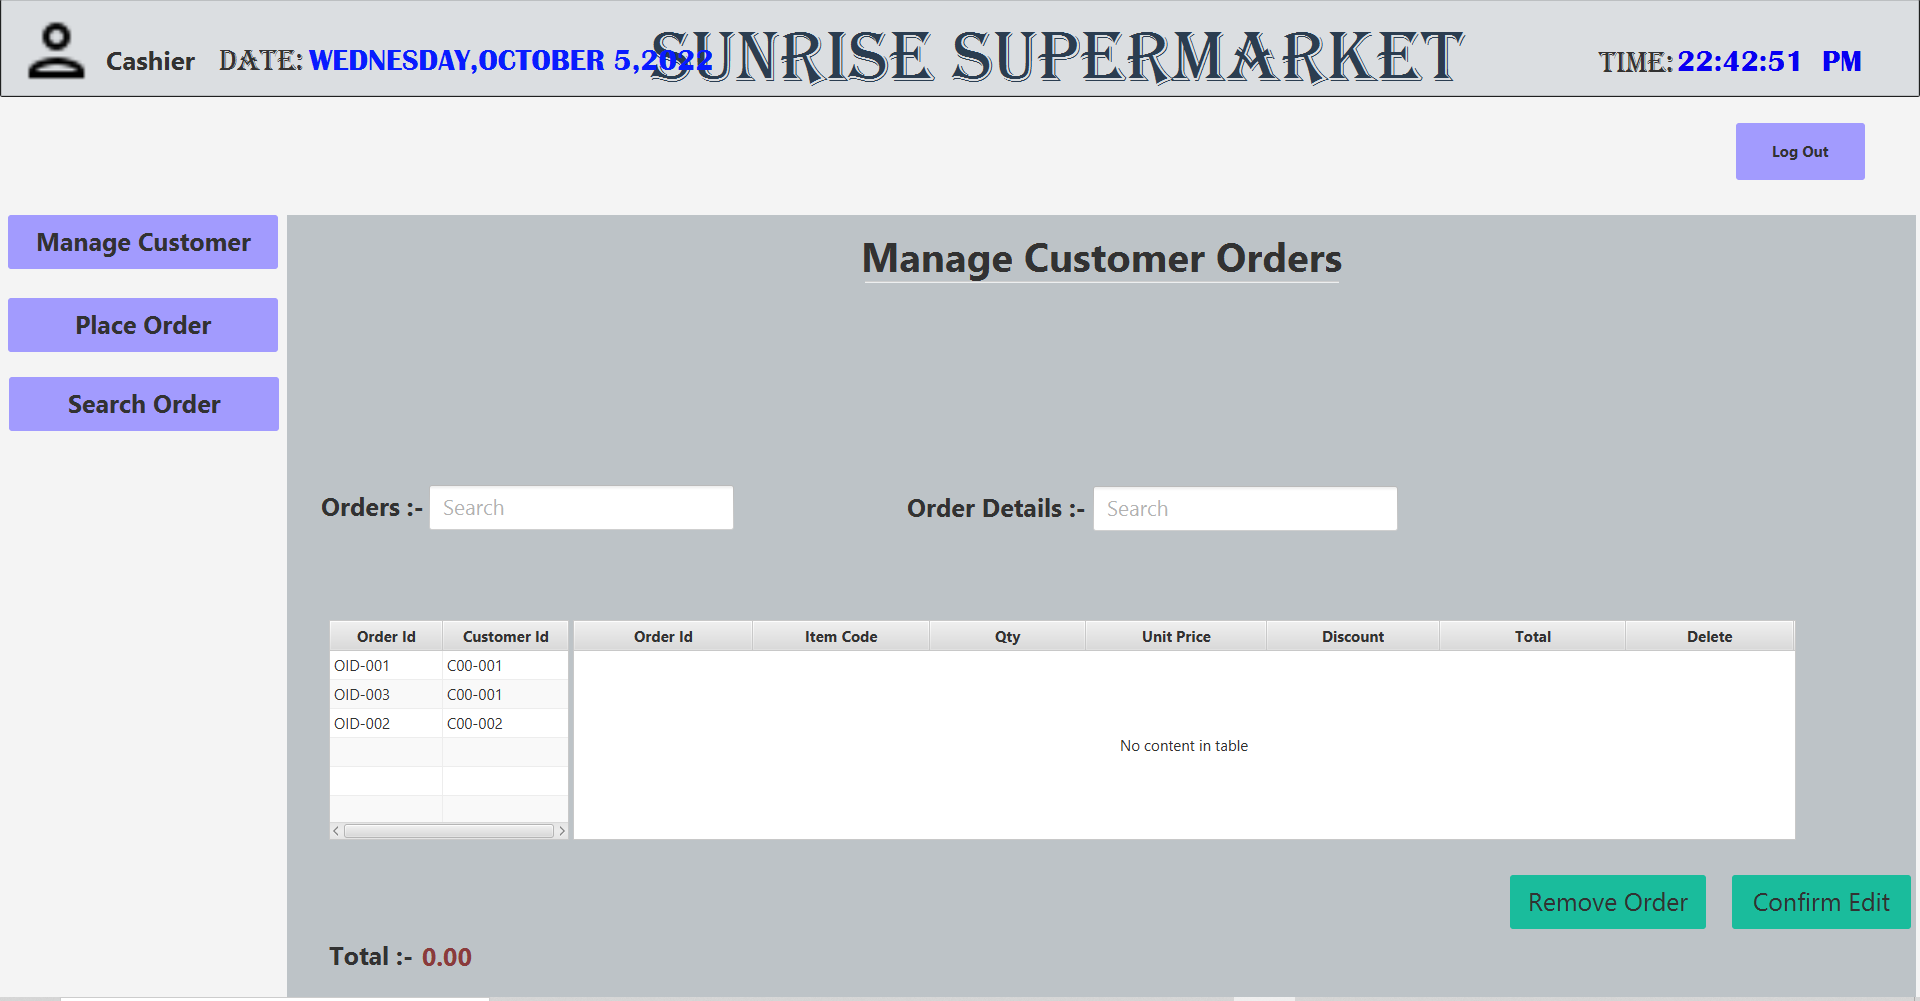 Cashier DATE: WEDNESDAY,OCTOBER 5,2022 SUNRISE SUPERMARKET TIME: 22:42:51 PM
Log Out
Manage Customer
Place Order
Search Order
Manage Customer Orders
Orders :- Search Order Details :- Search
Order Id Customer Id Order Id Item Code Qty Unit Price Discount Total Delete
OID-001 C00-001
OID-003 C00-001
OID-002 C00-002
No content in table
Remove Order Confirm Edit
Total :- 0.00